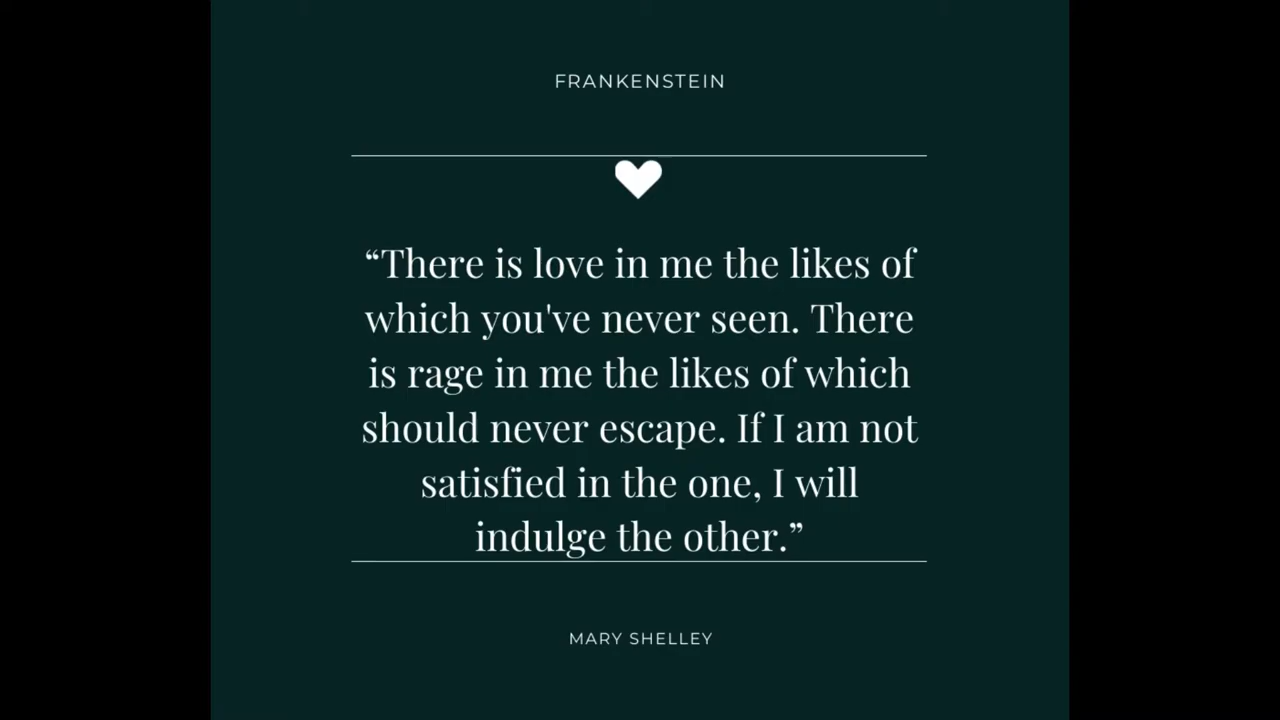 FRANKENSTEIN
“There is love in me the likes of
which you've never seen. There
is rage in me the likes of which
should never escape. If I am not
satisfied in the one, I will
indulge the other.”
MARY SHELLEY